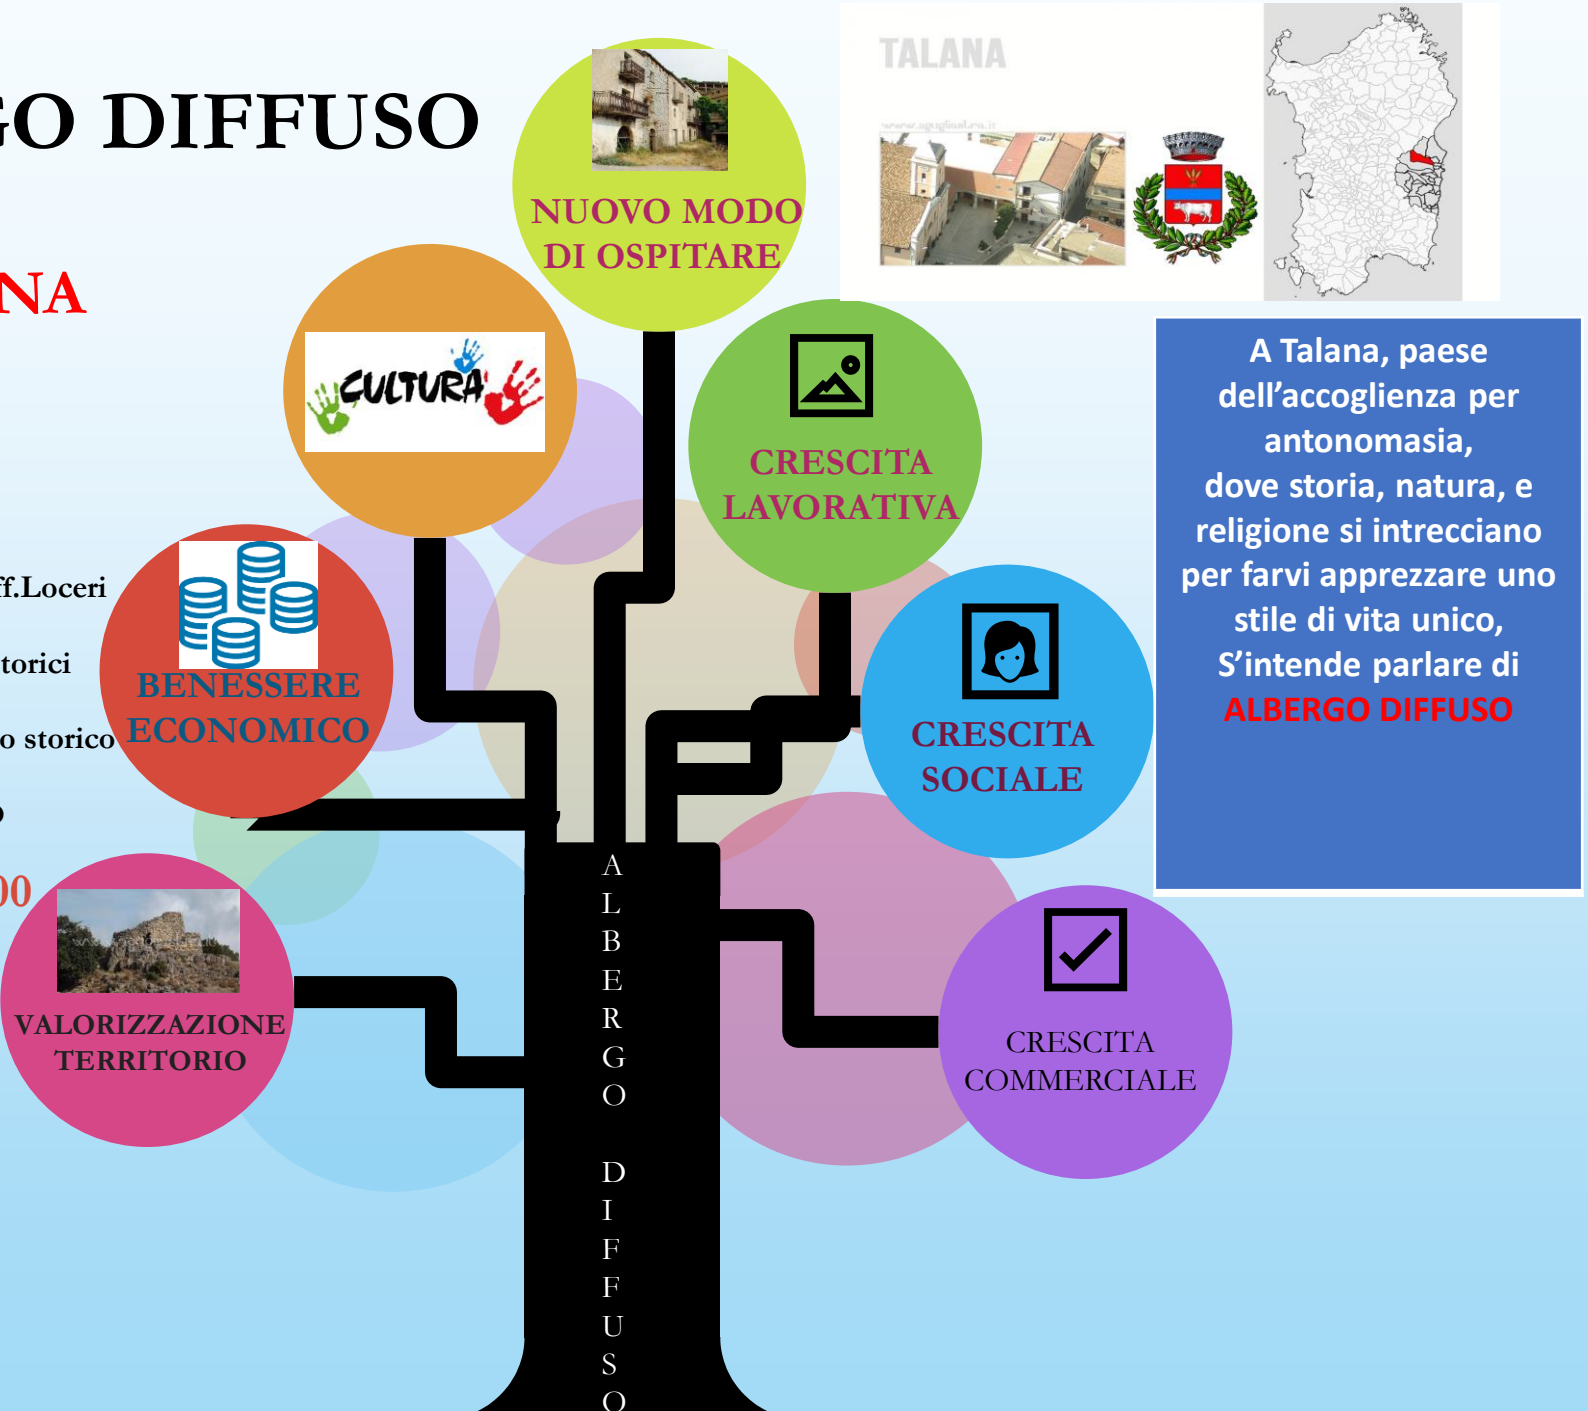 GO DIFFUSO
NA
ff.Loceri
torici
o storico
o
00
TALANA
NUOVO MODO
DI OSPITARE
CULTURA
CRESCITA
LAVORATIVA
BENESSERE
ECONOMICO
CRESCITA
SOCIALE
VALORIZZAZIONE
TERRITORIO
CRESCITA
COMMERCIALE
A
L
B
E
R
G
O
D
I
F
F
U
S
O
A Talana, paese
dell’accoglienza per
antonomasia,
dove storia, natura, e
religione si intrecciano
per farvi apprezzare uno
stile di vita unico,
S’intende parlare di
ALBERGO DIFFUSO